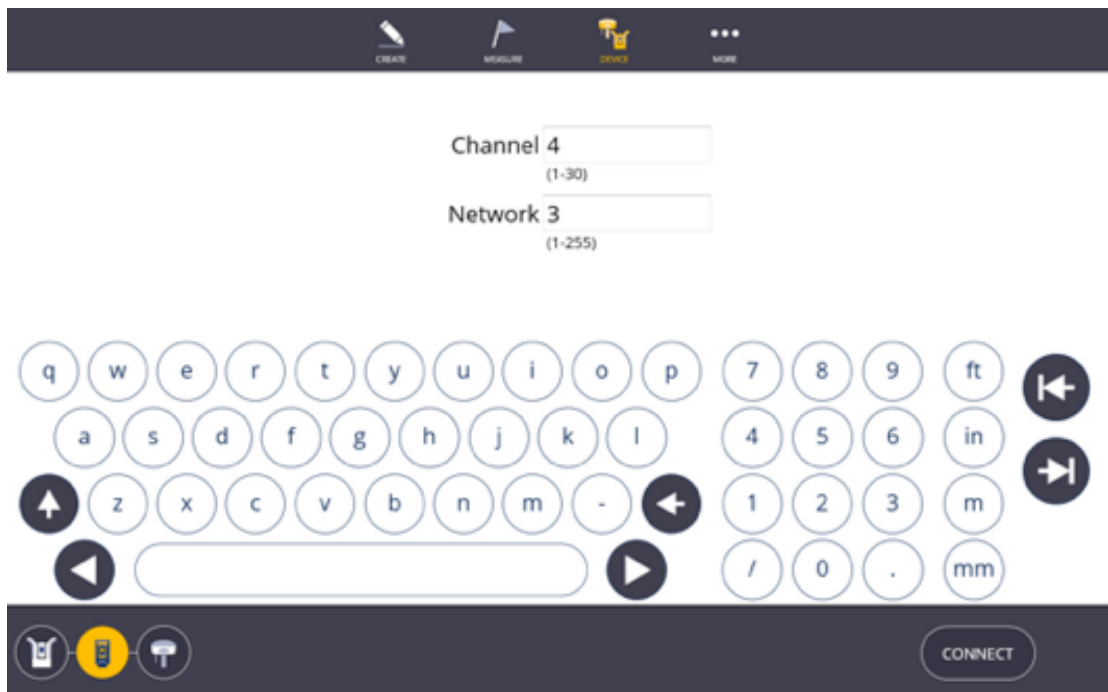 CREATE MEASURE DEVICE MORE
Channel 4
(1-30)
Network 3
(1-255)
q w e r t y u i o p 7 8 9 ft
a s d f g h j k l 4 5 6 in
z x c v b n m - 1 2 3 m
/ 0 . mm
CONNECT